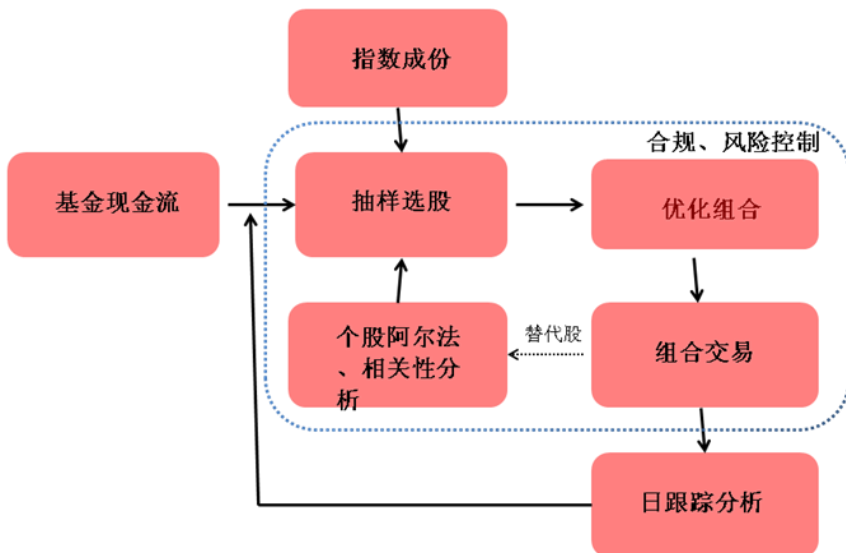 指数成份
合规、风险控制
基金现金流
抽样选股
优化组合
个股阿尔法
、相关性分
析
替代股
组合交易
日跟踪分析